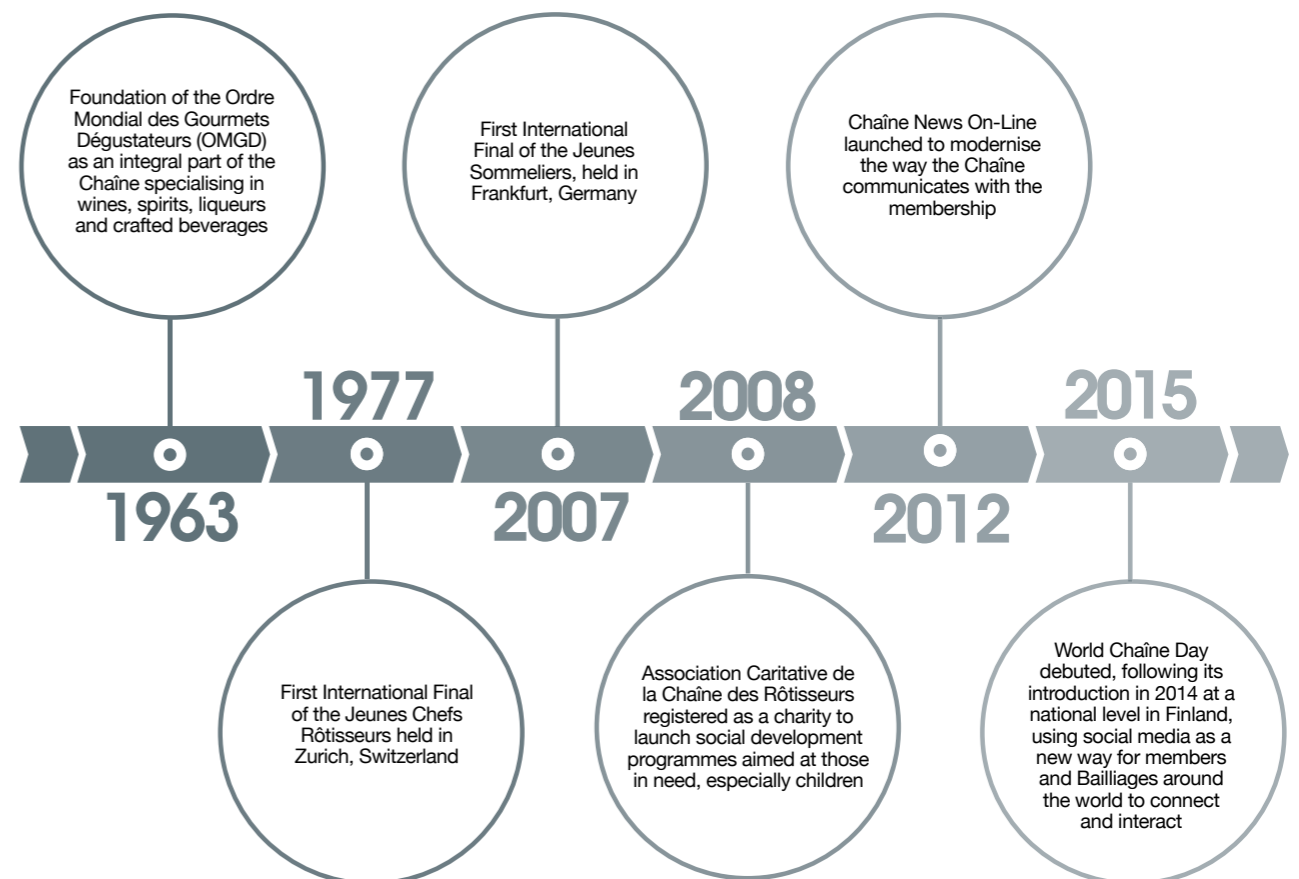 Foundation of the Ordre
Mondial des Gourmets
Dégustateurs (OMGD)
as an integral part of the
Chaîne specialising in
wines, spirits, liqueurs
and crafted beverages
First International
Final of the Jeunes
Sommeliers, held in
Frankfurt, Germany
Chaîne News On-Line
launched to modernise
the way the Chaîne
communicates with the
membership
1977
2008
2015
1963
2007
2012
First International Final
of the Jeunes Chefs
Rôtisseurs held in
Zurich, Switzerland
Association Caritative de
la Chaîne des Rôtisseurs
registered as a charity to
launch social development
programmes aimed at those
in need, especially children
World Chaîne Day
debuted, following its
introduction in 2014 at a
national level in Finland,
using social media as a
new way for members
and Bailliages around
the world to connect
and interact